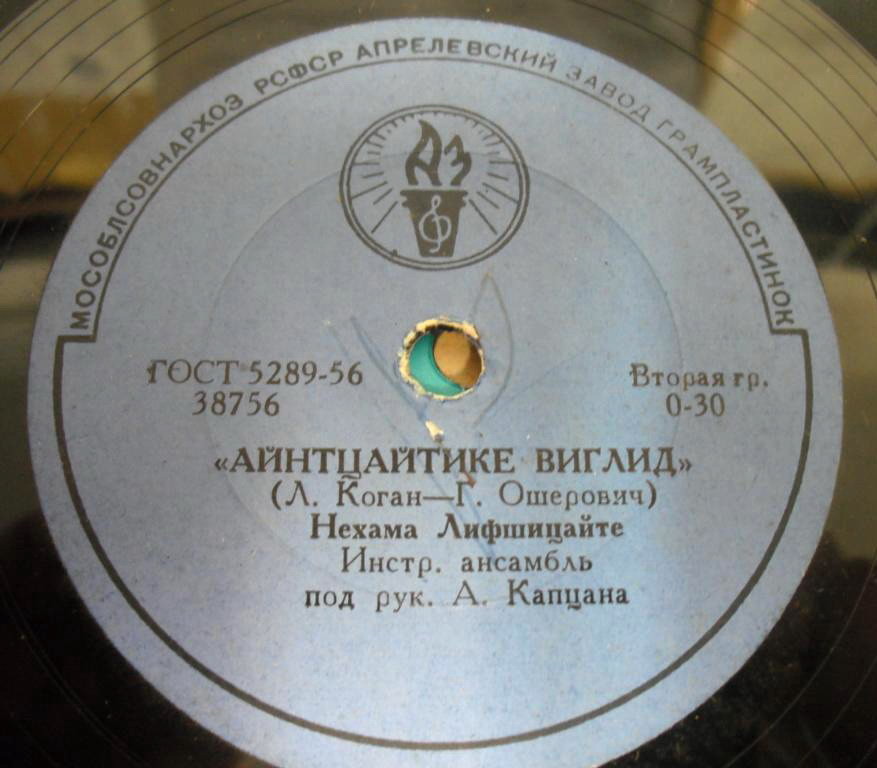 МОСОБЛСОВНАРХОЗ РСФСР АПРЕЛЕВСКИЙ ЗАВОД ГРАМПЛАСТИНОК
АЗ
ГОСТ 5289-56
38756
Вторая гр.
0-30
«АЙНТЦАЙТИКЕ ВИГЛИД»
(Л. Коган—Г. Ошерович)
Нехама Лифшицайте
Инстр. ансамбль
под рук. А. Капцана